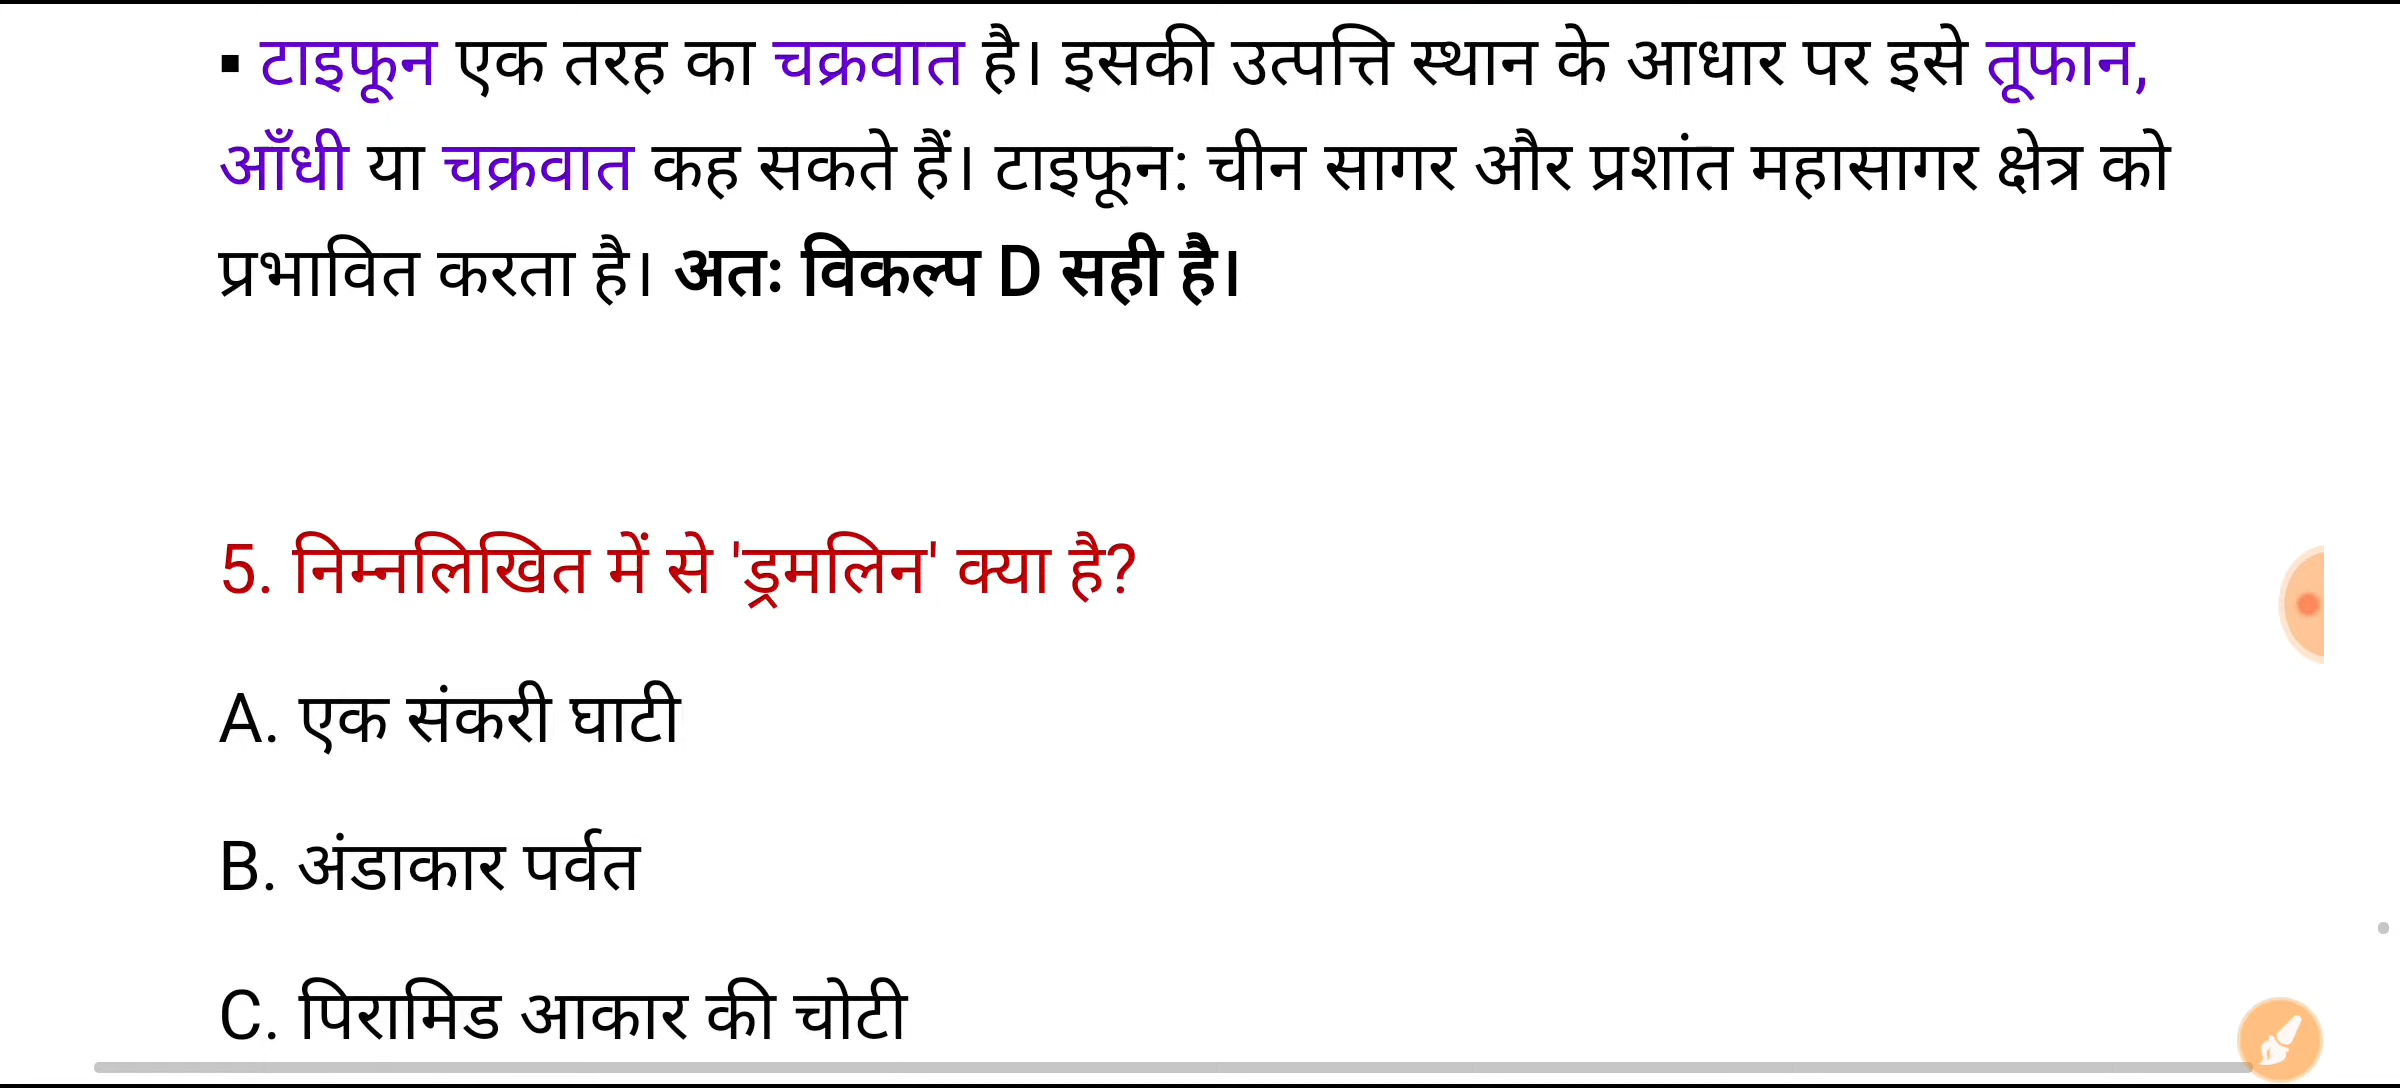 ▪ टाइफून एक तरह का चक्रवात है। इसकी उत्पत्ति स्थान के आधार पर इसे तूफान,
आँधी या चक्रवात कह सकते हैं। टाइफून: चीन सागर और प्रशांत महासागर क्षेत्र को
प्रभावित करता है। अतः विकल्प D सही है।
5. निम्नलिखित में से 'ड्रमलिन' क्या है?
A. एक संकरी घाटी
B. अंडाकार पर्वत
C. पिरामिड आकार की चोटी